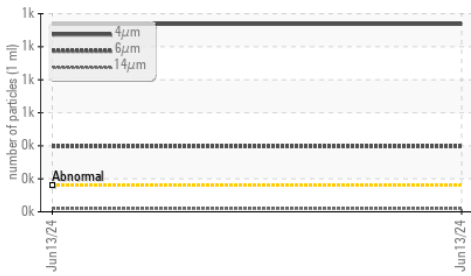 number of particles (1 ml)
1k
1k
1k
1k
0k
0k
0k
4µm
6µm
14µm
Abnormal
Jun13/24
Jun13/24